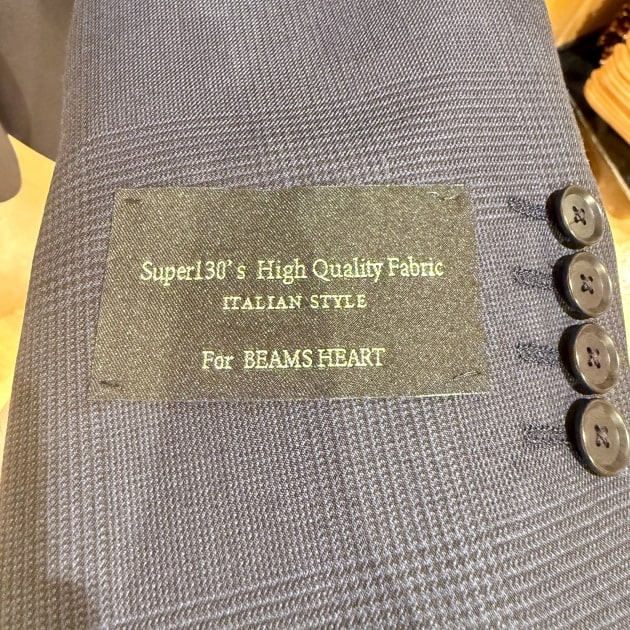 Super130's High Quality Fabric
ITALIAN STYLE
For BEAMS HEART